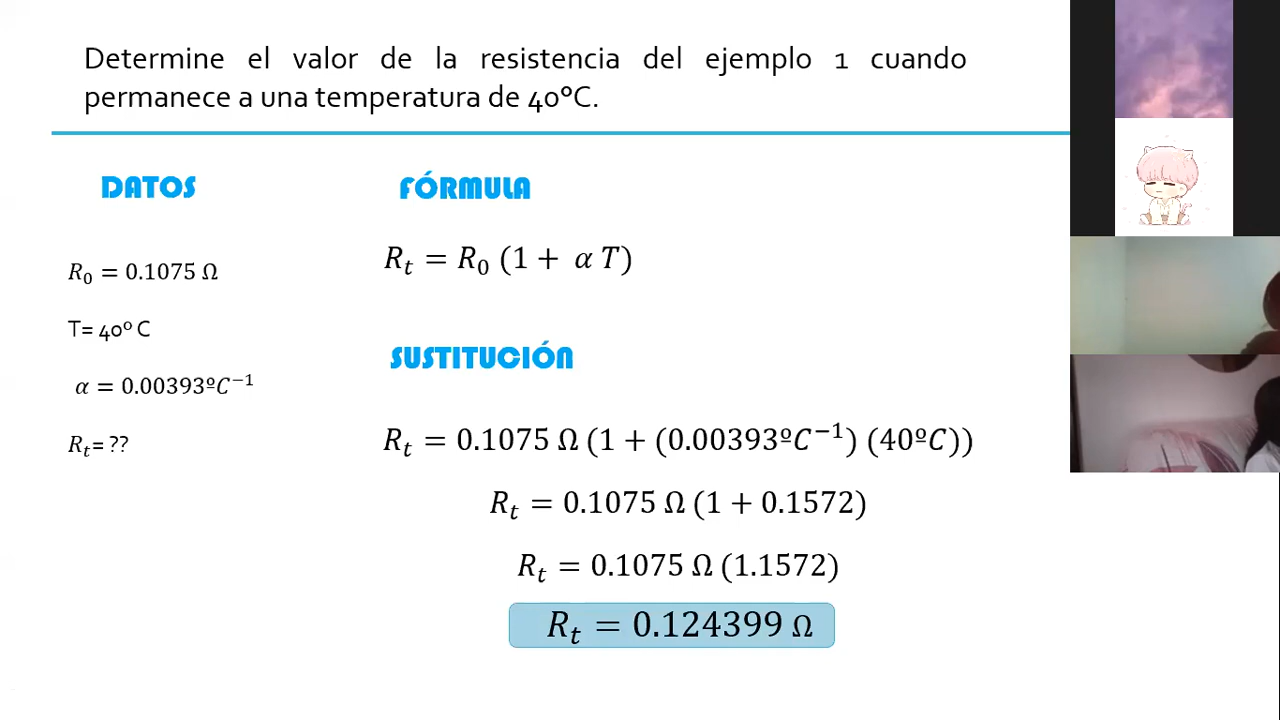 Determine el valor de la resistencia del ejemplo 1 cuando
permanece a una temperatura de 40°C.
DATOS
R₀ = 0.1075 Ω
T= 40º C
α = 0.00393ºC⁻¹
Rₜ= ??
FÓRMULA
Rₜ = R₀ (1 + α T)
SUSTITUCIÓN
Rₜ = 0.1075 Ω (1 + (0.00393ºC⁻¹) (40ºC))
Rₜ = 0.1075 Ω (1 + 0.1572)
Rₜ = 0.1075 Ω (1.1572)
Rₜ = 0.124399 Ω